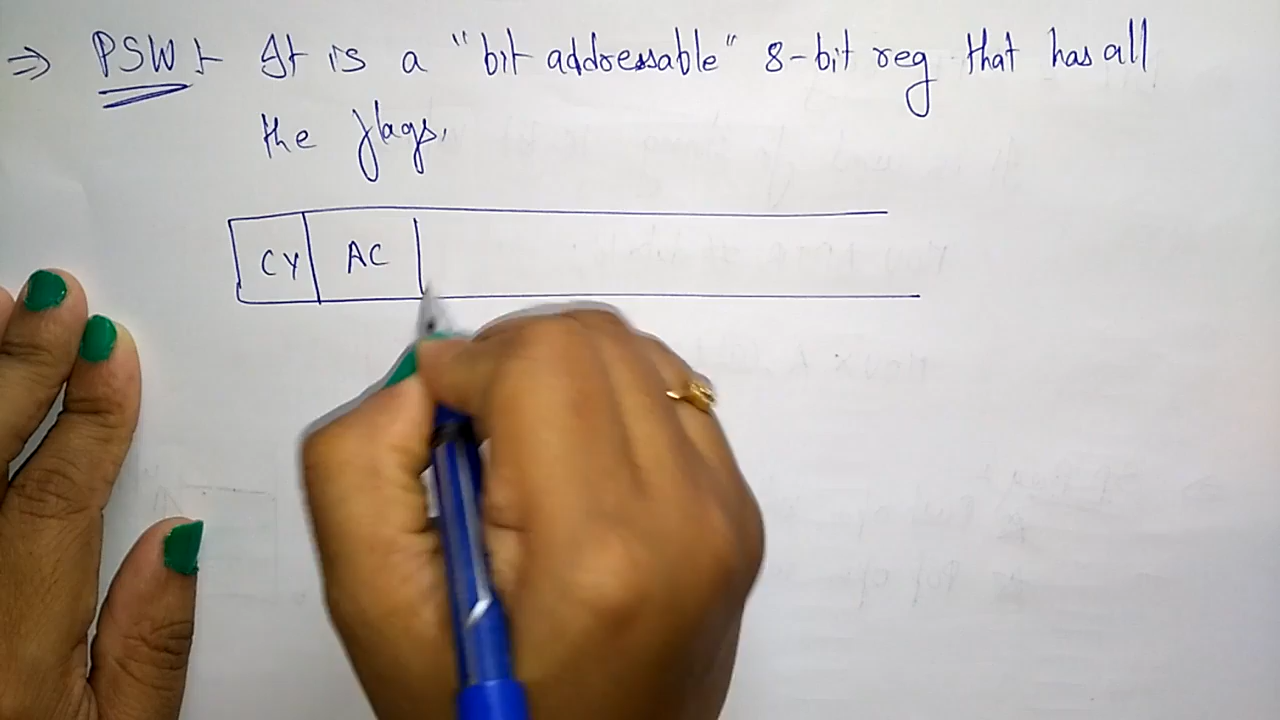 ⇒ PSW :- It is a "bit addressable" 8-bit reg that has all
the flags.
CY AC